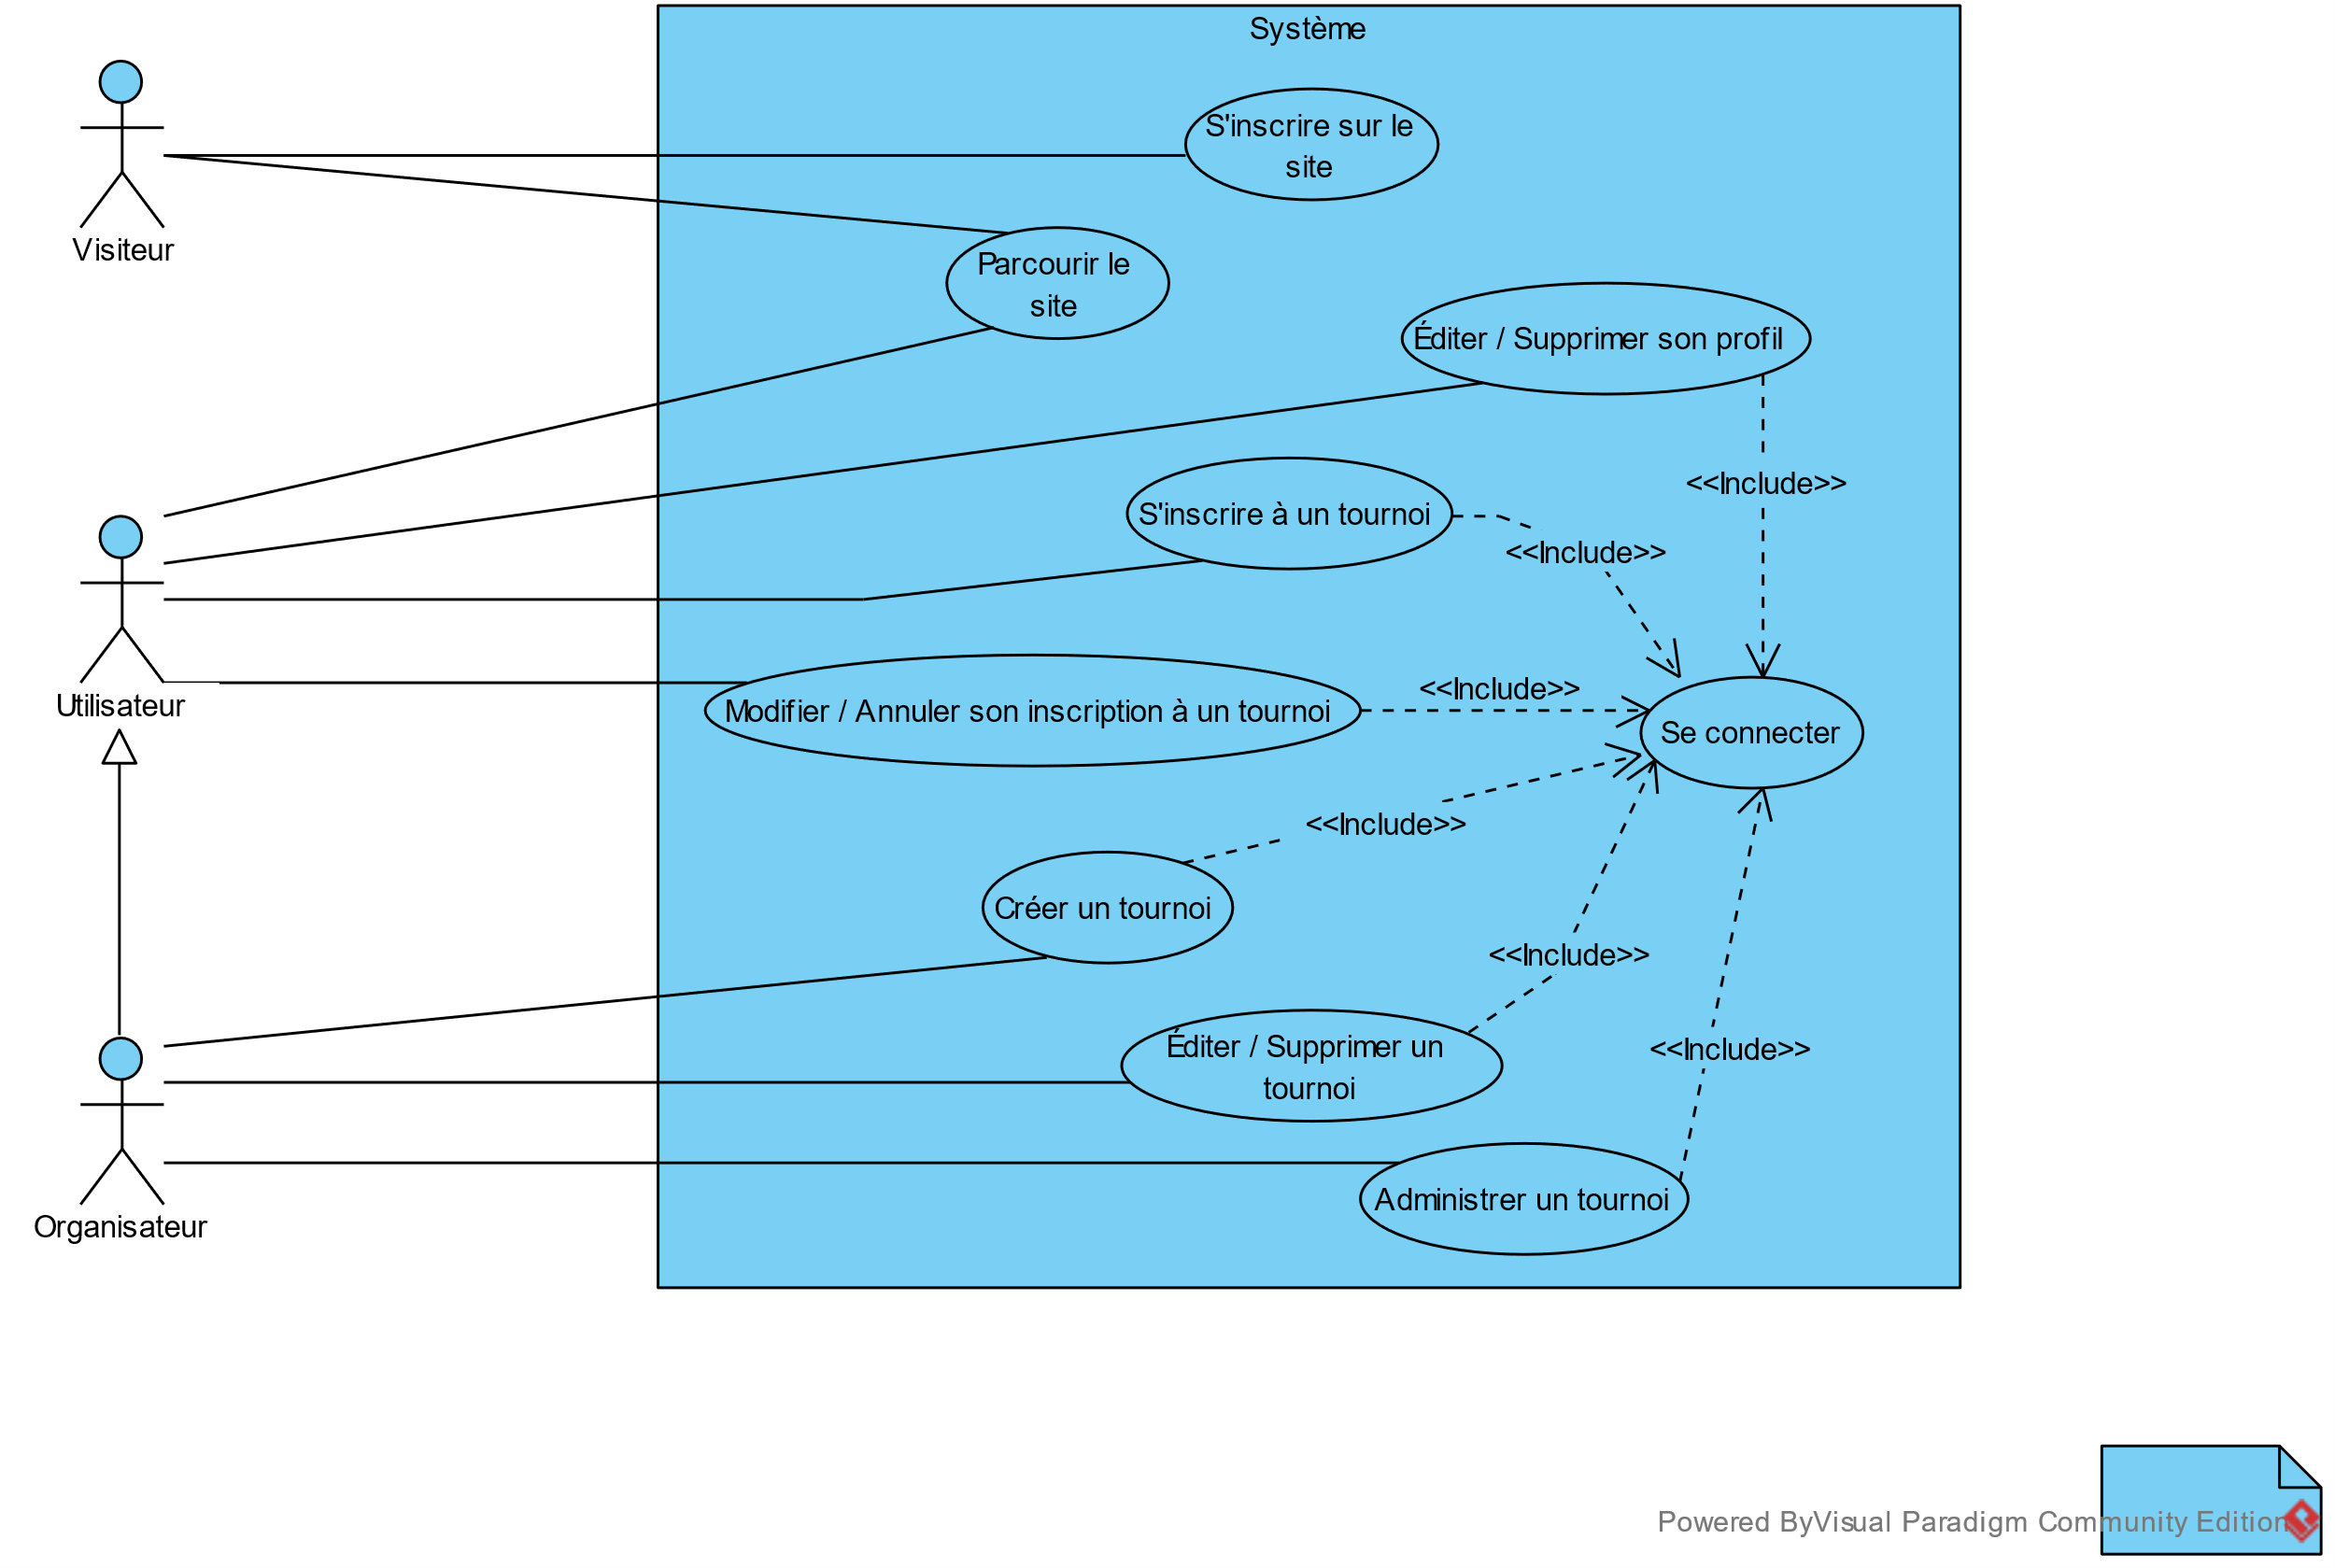 Système
S'inscrire sur le
site
Visiteur
Parcourir le
site
Éditer / Supprimer son profil
<<Include>>
S'inscrire à un tournoi
<<Include>>
Utilisateur
<<Include>>
Modifier / Annuler son inscription à un tournoi
Se connecter
<<Include>>
Créer un tournoi
<<Include>>
Éditer / Supprimer un
tournoi
<<Include>>
Administrer un tournoi
Organisateur
Powered By Visual Paradigm Community Edition